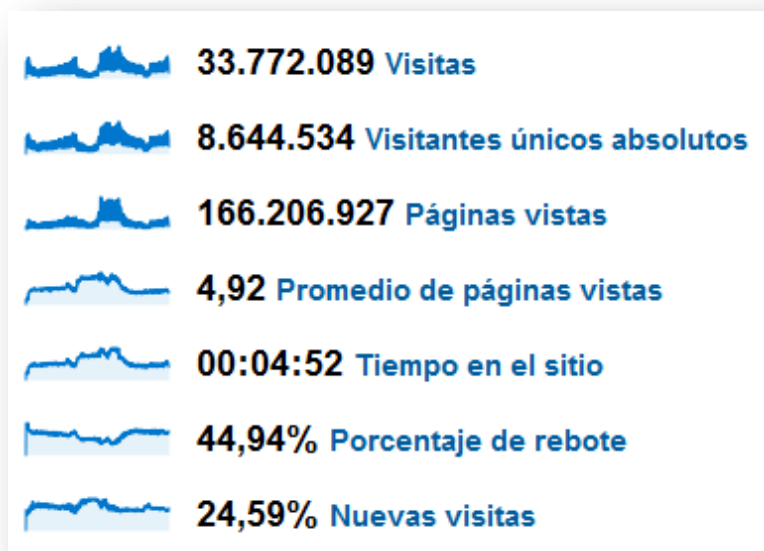 33.772.089 Visitas
8.644.534 Visitantes únicos absolutos
166.206.927 Páginas vistas
4,92 Promedio de páginas vistas
00:04:52 Tiempo en el sitio
44,94% Porcentaje de rebote
24,59% Nuevas visitas